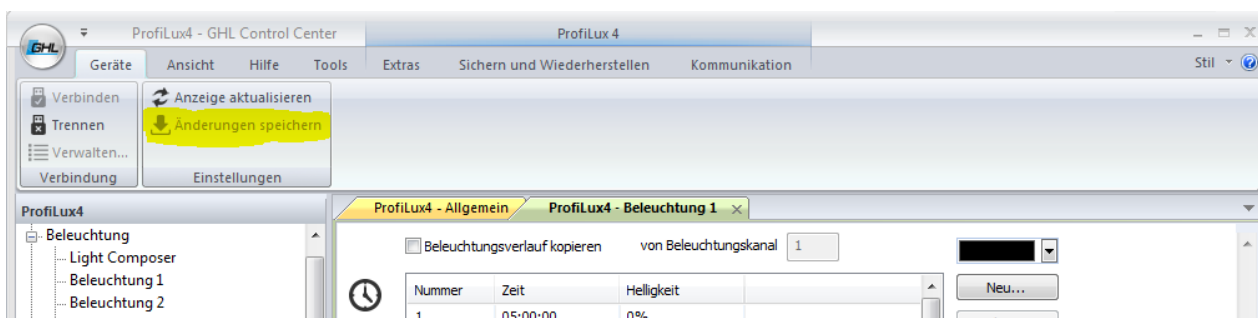 ProfiLux4 - GHL Control Center
ProfiLux 4
GHL
Geräte Ansicht Hilfe Tools Extras Sichern und Wiederherstellen Kommunikation Stil
Verbinden
Trennen
Verwalten...
Verbindung
Anzeige aktualisieren
Änderungen speichern
Einstellungen
ProfiLux4
Beleuchtung
Light Composer
Beleuchtung 1
Beleuchtung 2
ProfiLux4 - Allgemein ProfiLux4 - Beleuchtung 1
Beleuchtungsverlauf kopieren von Beleuchtungskanal 1
Neu...
Nummer Zeit Helligkeit
1 05:00:00 0%